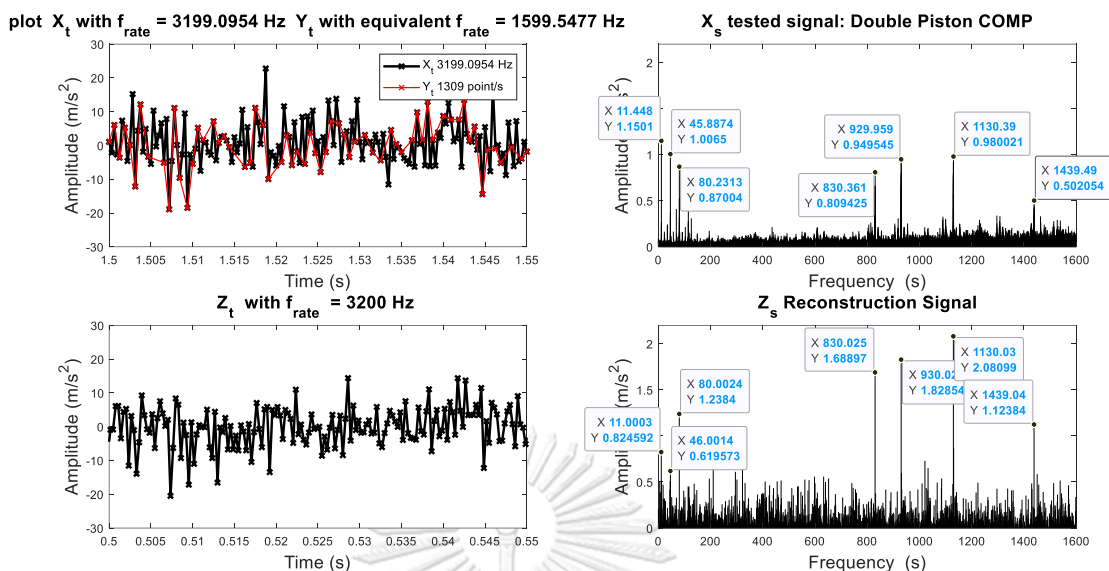 plot X_t with f_rate = 3199.0954 Hz Y_t with equivalent f_rate = 1599.5477 Hz
30
20
10
0
-10
-20
-30
Amplitude (m/s²)
X_t 3199.0954 Hz
Y_t 1309 point/s
1.5 1.505 1.51 1.515 1.52 1.525 1.53 1.535 1.54 1.545 1.55
Time (s)
X_s tested signal: Double Piston COMP
2
1
0.5
0
Amplitude s²)
X 11.448
Y 1.1501
X 45.8874
Y 1.0065
X 80.2313
Y 0.87004
X 929.959
Y 0.949545
X 830.361
Y 0.809425
X 1130.39
Y 0.980021
X 1439.49
Y 0.502054
0 200 400 600 800 1000 1200 1400 1600
Frequency (s)
Z_t with f_rate = 3200 Hz
30
20
10
0
-10
-20
-30
Amplitude (m/s²)
0.5 0.505 0.51 0.515 0.52 0.525 0.53 0.535 0.54 0.545 0.55
Time (s)
Z_s Reconstruction Signal
2
1.5
0.5
0
Amplit (m/s²)
X 11.0003
Y 0.824592
X 80.0024
Y 1.2384
X 46.0014
Y 0.619573
X 830.025
Y 1.68897
X 930.02
Y 1.82854
X 1130.03
Y 2.08099
X 1439.04
Y 1.12384
0 200 400 600 800 1000 1200 1400 1600
Frequency (s)